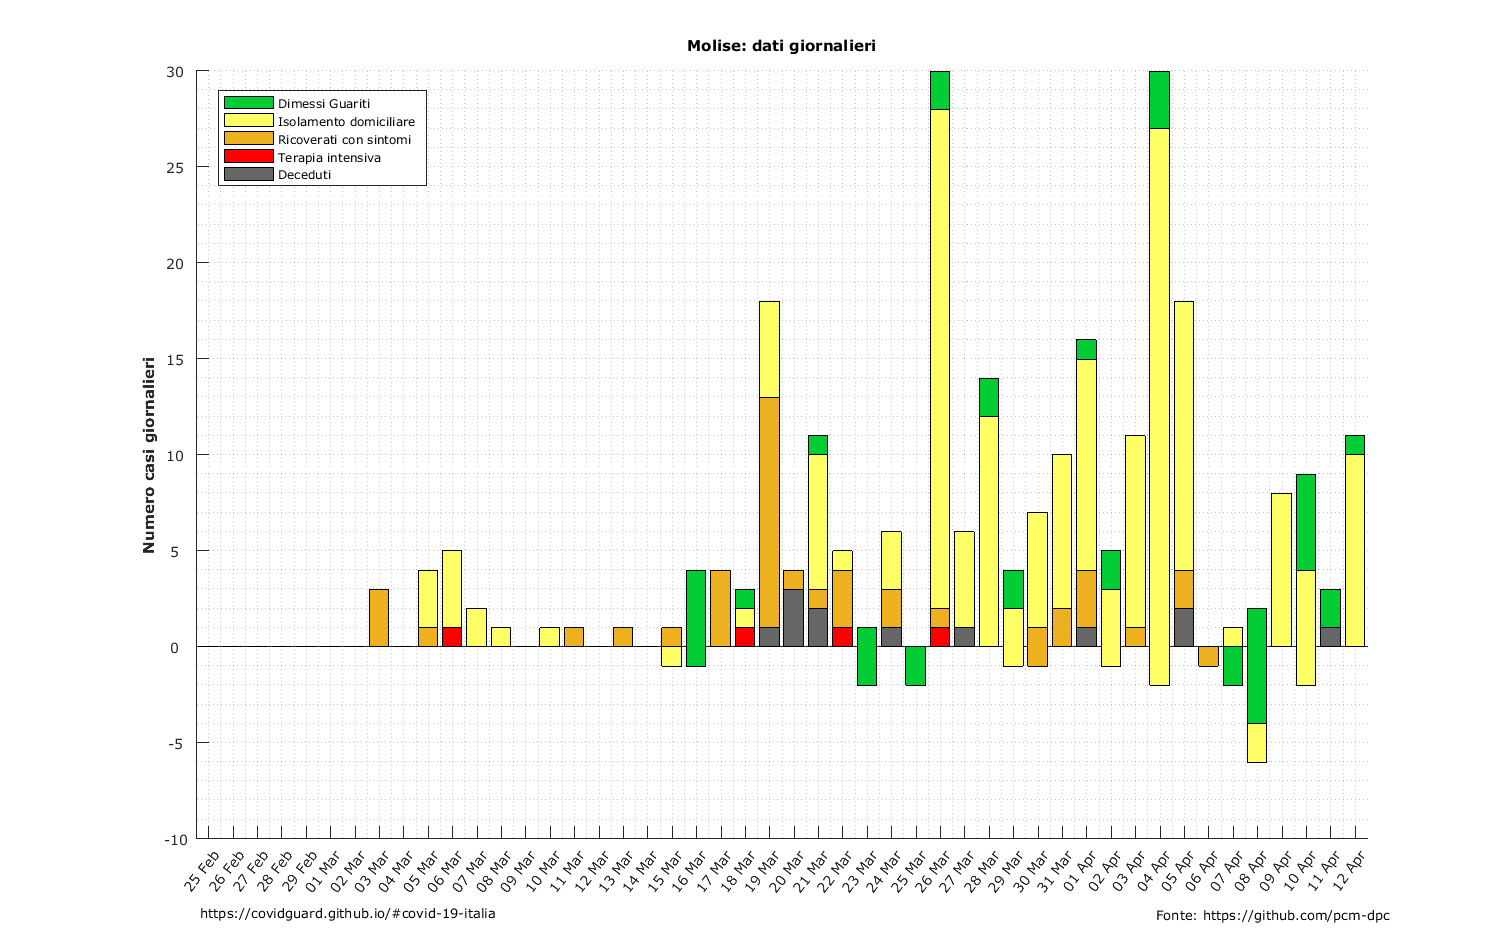 Molise: dati giornalieri
30
25
20
15
10
5
0
-5
-10
Numero casi giornalieri
Dimessi Guariti
Isolamento domiciliare
Ricoverati con sintomi
Terapia intensiva
Deceduti
25 Feb
26 Feb
27 Feb
28 Feb
29 Feb
01 Mar
02 Mar
03 Mar
04 Mar
05 Mar
06 Mar
07 Mar
08 Mar
09 Mar
10 Mar
11 Mar
12 Mar
13 Mar
14 Mar
15 Mar
16 Mar
17 Mar
18 Mar
19 Mar
20 Mar
21 Mar
22 Mar
23 Mar
24 Mar
25 Mar
26 Mar
27 Mar
28 Mar
29 Mar
30 Mar
31 Mar
01 Apr
02 Apr
03 Apr
04 Apr
05 Apr
06 Apr
07 Apr
08 Apr
09 Apr
10 Apr
11 Apr
12 Apr
https://covidguard.github.io/#covid-19-italia
Fonte: https://github.com/pcm-dpc